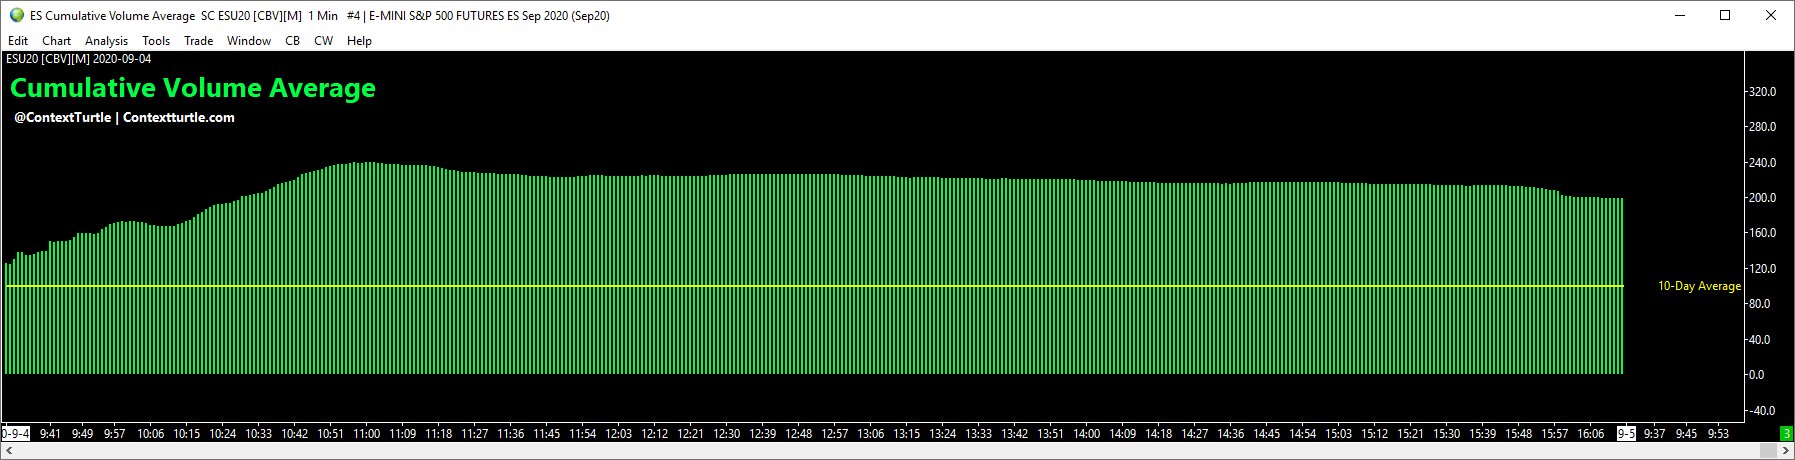 ES Cumulative Volume Average  SC ESU20 [CBV][M]  1 Min   #4 | E-MINI S&P 500 FUTURES ES Sep 2020 (Sep20)
Edit Chart Analysis Tools Trade Window CB CW Help
ESU20 [CBV][M] 2020-09-04
Cumulative Volume Average
@ContextTurtle | Contextturtle.com
320.0
280.0
240.0
200.0
160.0
120.0
10-Day Average
80.0
40.0
0.0
-40.0
0-9-4 9:41 9:49 9:57 10:06 10:15 10:24 10:33 10:42 10:51 11:00 11:09 11:18 11:27 11:36 11:45 11:54 12:03 12:12 12:21 12:30 12:39 12:48 12:57 13:06 13:15 13:24 13:33 13:42 13:51 14:00 14:09 14:18 14:27 14:36 14:45 14:54 15:03 15:12 15:21 15:30 15:39 15:48 15:57 16:06 9-5 9:37 9:45 9:53 3